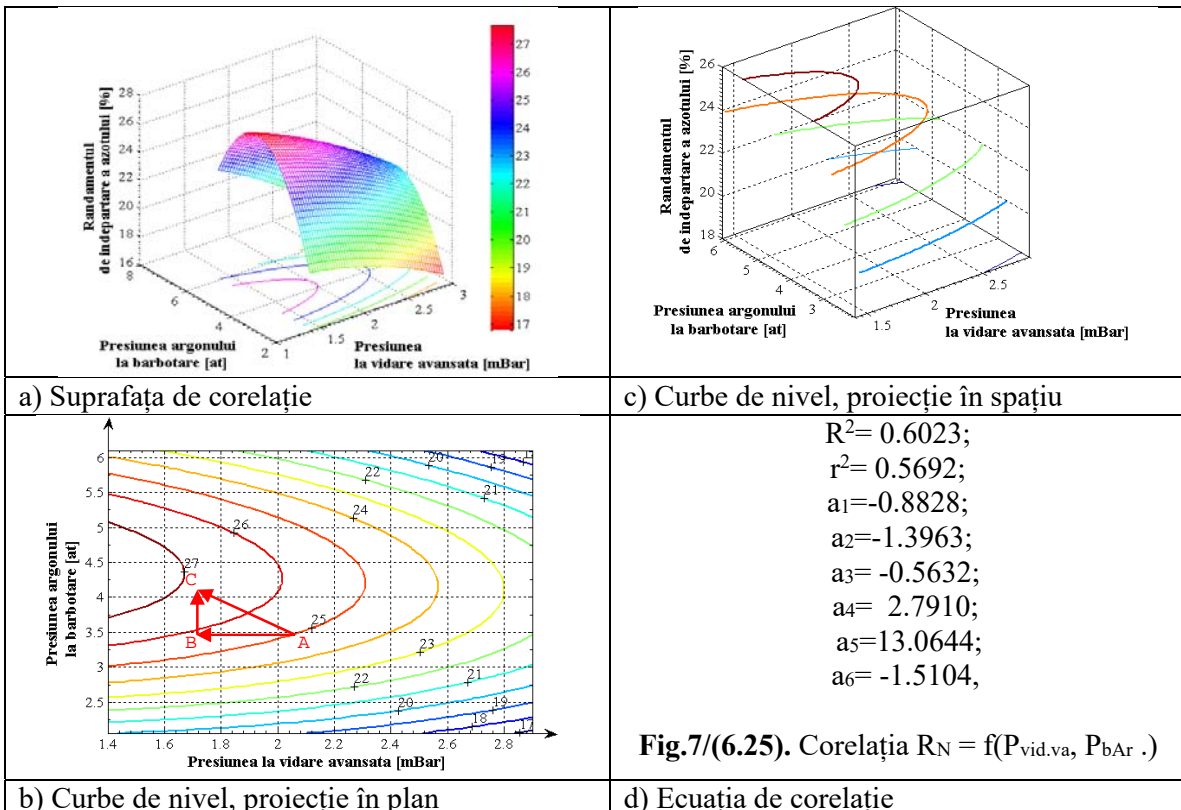 Randamentul
de indepartare a azotului [%]
28
26
24
22
20
18
16
8
6
4
2
1
1.5
2
2.5
3
Presiunea argonului
la barbotare [at]
Presiunea
la vidare avansata [mBar]
27
26
27
26
24
23
22
21
20
19
18
17
a) Suprafața de corelație
Randamentul
de indepartare a azotului [%]
26
24
22
20
18
6
5
4
3
1.5
2
2.5
Presiunea argonului
la barbotare [at]
Presiunea
la vidare avansata [mBar]
c) Curbe de nivel, proiecție în spațiu
Presiunea argonului
la barbotare [at]
6
5.5
5
4.5
4
3.5
3
2.5
1.4
1.6
1.8
2
2.2
2.4
2.6
2.8
20
19
22
21
24
26
27
C
B
A
25
23
22
21
20
19
18
17
Presiunea la vidare avansata [mBar]
b) Curbe de nivel, proiecție în plan
R²= 0.6023;
r²= 0.5692;
a₁=-0.8828;
a₂=-1.3963;
a₃= -0.5632;
a₄= 2.7910;
a₅=13.0644;
a₆= -1.5104,
Fig.7/(6.25). Corelația R_N = f(P_vid.va, P_bAr .)
d) Ecuația de corelație